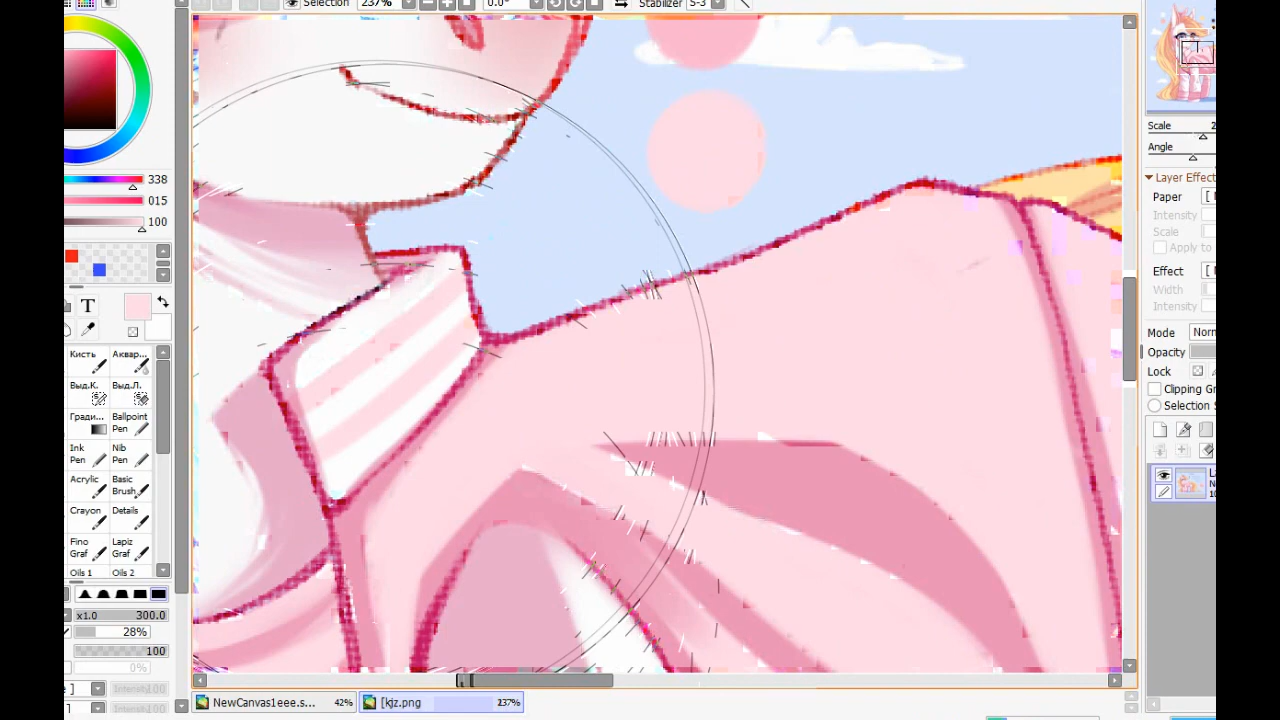 Selection 237% 0.0° Stabilizer S-3
338
015
100
T
Кисть Аквар...
Выд.К. Выд.Л.
Гради... Ballpoint Pen
Ink Pen Nib Pen
Acrylic Basic Brush
Crayon Details
Fino Graf Lapiz Graf
Oils 1 Oils 2
x1.0 300.0
28%
100
0%
Scale 2
Angle
Layer Effect
Paper [
Intensity
Scale
Apply to
Effect [
Width
Intensity
Mode Norn
Opacity
Lock
Clipping Gr
Selection S
NewCanvas1eee.s... 42% [kjz.png 237%